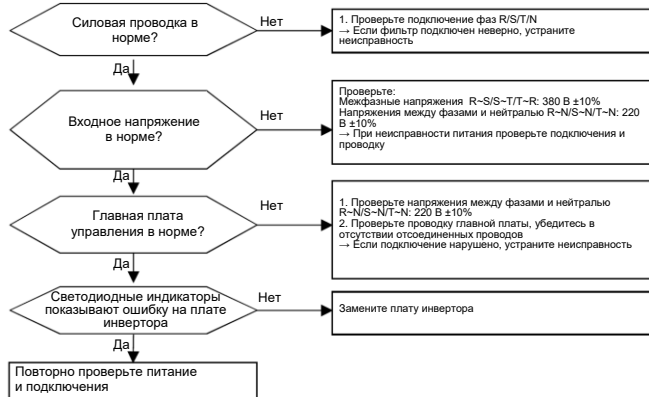 Силовая проводка в
норме?
Нет
1. Проверьте подключение фаз R/S/T/N
→ Если фильтр подключен неверно, устраните
неисправность
Да
Входное напряжение
в норме?
Нет
Проверьте:
Межфазные напряжения R~S/S~T/T~R: 380 В ±10%
Напряжения между фазами и нейтралью R~N/S~N/T~N: 220
В ±10%
→ При неисправности питания проверьте подключения и
проводку
Да
Главная плата
управления в норме?
Нет
1. Проверьте напряжения между фазами и нейтралью
R~N/S~N/T~N: 220 В ±10%
2. Проверьте проводку главной платы, убедитесь в
отсутствии отсоединенных проводов
→ Если подключение нарушено, устраните неисправность
Да
Светодиодные индикаторы
показывают ошибку на плате
инвертора
Нет
Замените плату инвертора
Да
Повторно проверьте питание
и подключения